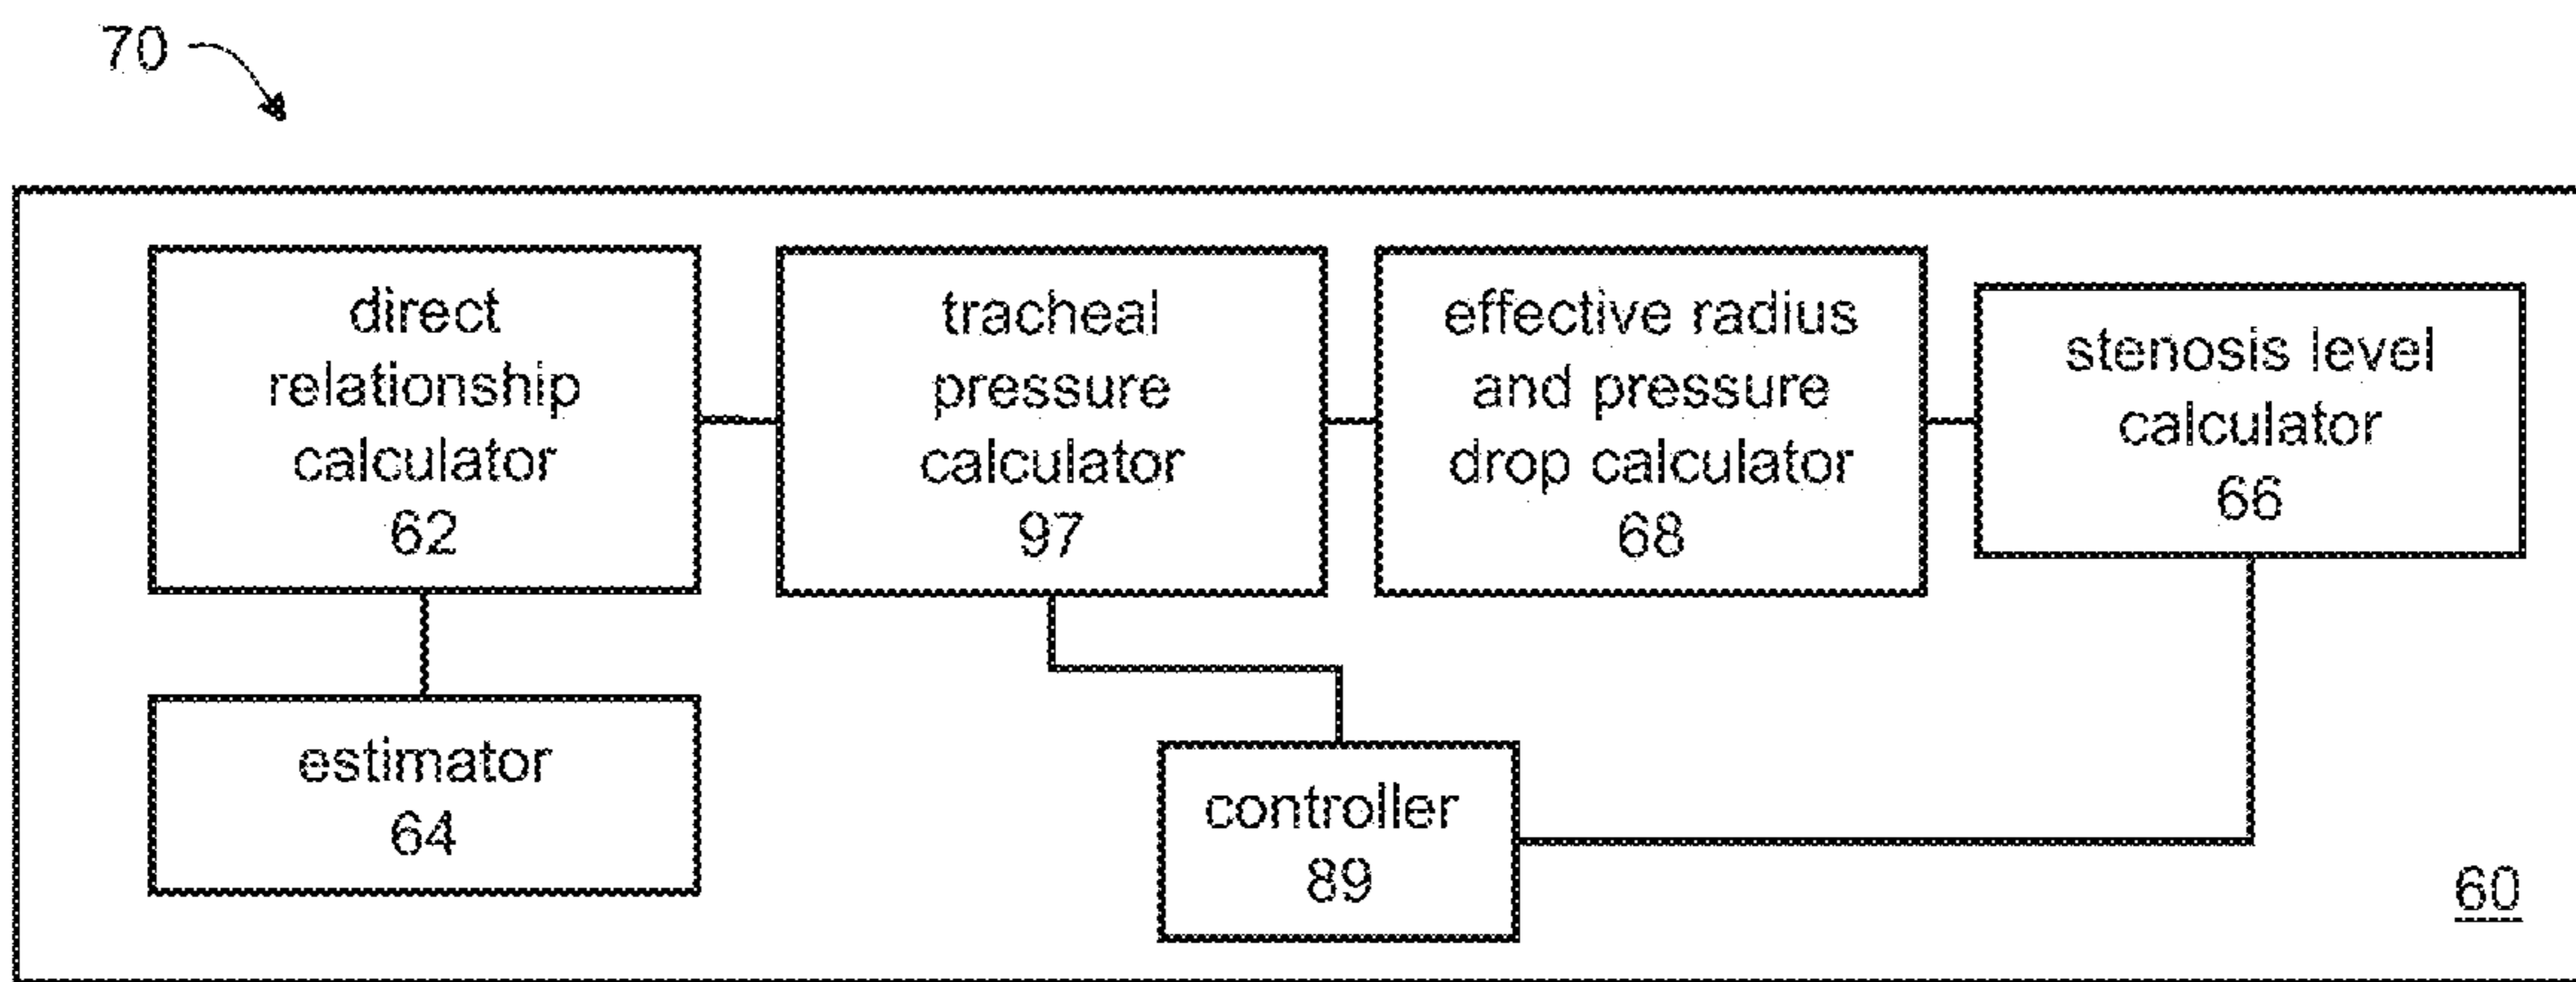 70
direct
relationship
calculator
62
tracheal
pressure
calculator
97
effective radius
and pressure
drop calculator
68
stenosis level
calculator
66
estimator
64
controller
89
60